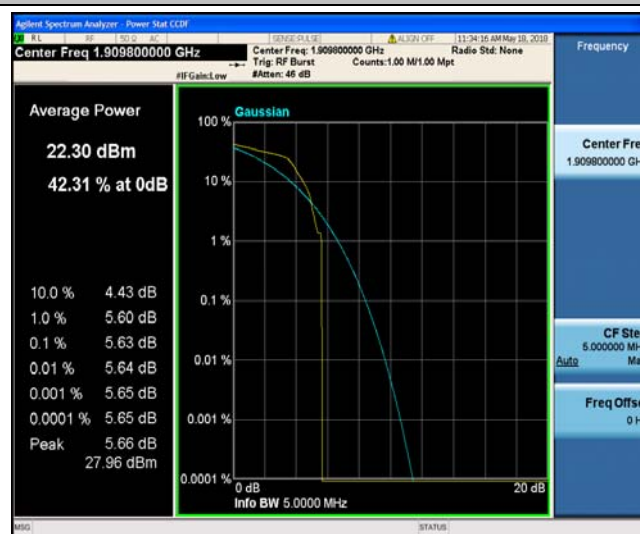 Agilent Spectrum Analyzer - Power Stat CCDF
RL RF 50 Ω AC SENSE:PULSE ALIGN OFF 11:34:16 AM May 18, 2018
Center Freq 1.909800000 GHz
Center Freq: 1.909800000 GHz Radio Std: None
Trig: RF Burst Counts:1.00 M/1.00 Mpt
#IFGain:Low #Atten: 46 dB
Frequency
Average Power
22.30 dBm
42.31 % at 0dB
10.0 % 4.43 dB
1.0 % 5.60 dB
0.1 % 5.63 dB
0.01 % 5.64 dB
0.001 % 5.65 dB
0.0001 % 5.65 dB
Peak 5.66 dB
27.96 dBm
Gaussian
100 %
10 %
1 %
0.1 %
0.01 %
0.001 %
0.0001 %
0 dB 20 dB
Info BW 5.0000 MHz
Center Fre
1.909800000 GH
CF Ste
5.000000 MH
Auto Ma
Freq Offse
0 H
MSG STATUS